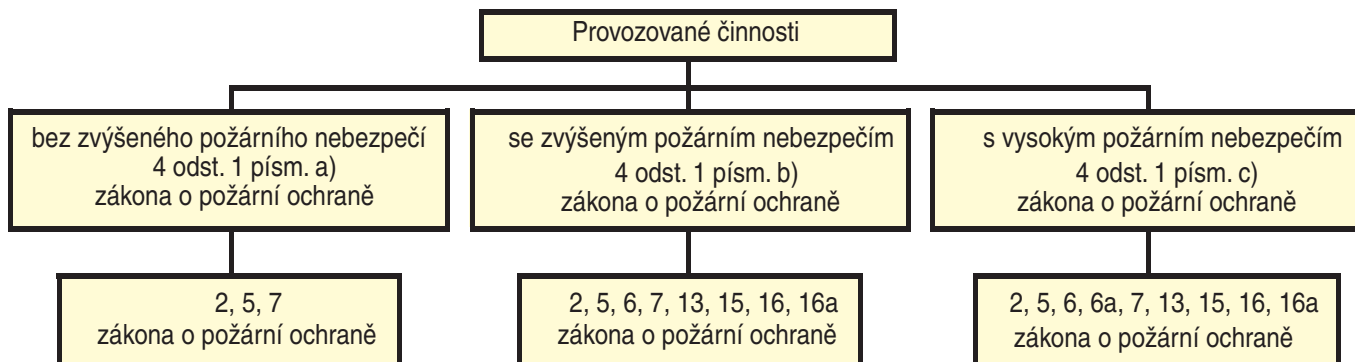 Provozované činnosti
bez zvýšeného požárního nebezpečí
4 odst. 1 písm. a)
zákona o požární ochraně
se zvýšeným požárním nebezpečím
4 odst. 1 písm. b)
zákona o požární ochraně
s vysokým požárním nebezpečím
4 odst. 1 písm. c)
zákona o požární ochraně
2, 5, 7
zákona o požární ochraně
2, 5, 6, 7, 13, 15, 16, 16a
zákona o požární ochraně
2, 5, 6, 6a, 7, 13, 15, 16, 16a
zákona o požární ochraně